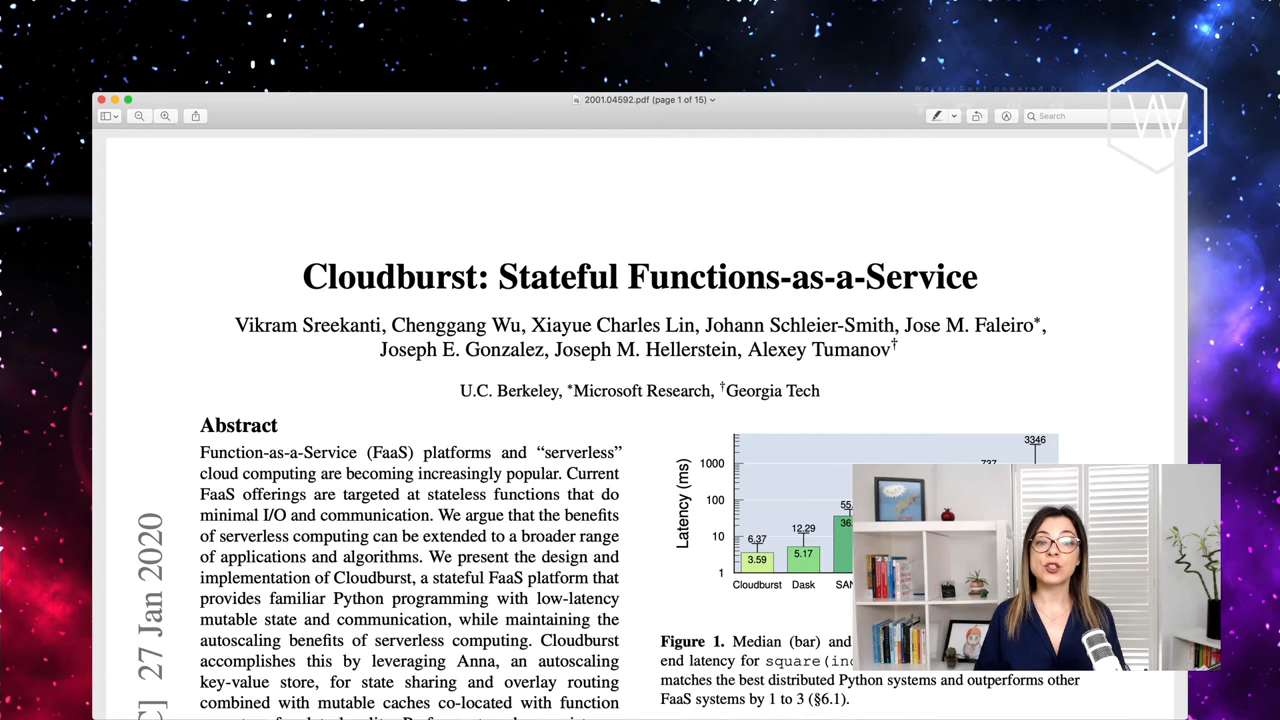 WorkerConf powered by
2001.04592.pdf (page 1 of 15)
Search
Cloudburst: Stateful Functions-as-a-Service
Vikram Sreekanti, Chenggang Wu, Xiayue Charles Lin, Johann Schleier-Smith, Jose M. Faleiro*,
Joseph E. Gonzalez, Joseph M. Hellerstein, Alexey Tumanov†
U.C. Berkeley, *Microsoft Research, †Georgia Tech
Abstract
Function-as-a-Service (FaaS) platforms and “serverless”
cloud computing are becoming increasingly popular. Current
FaaS offerings are targeted at stateless functions that do
minimal I/O and communication. We argue that the benefits
of serverless computing can be extended to a broader range
of applications and algorithms. We present the design and
implementation of Cloudburst, a stateful FaaS platform that
provides familiar Python programming with low-latency
mutable state and communication, while maintaining the
autoscaling benefits of serverless computing. Cloudburst
accomplishes this by leveraging Anna, an autoscaling
key-value store, for state sharing and overlay routing
combined with mutable caches co-located with function
27 Jan 2020
Latency (ms)
1000
100
10
1
6.37
3.59
12.29
5.17
55.
36.
737
3346
Cloudburst Dask SAN
Figure 1. Median (bar) and
end latency for square(inc
matches the best distributed Python systems and outperforms other
FaaS systems by 1 to 3 (§6.1).